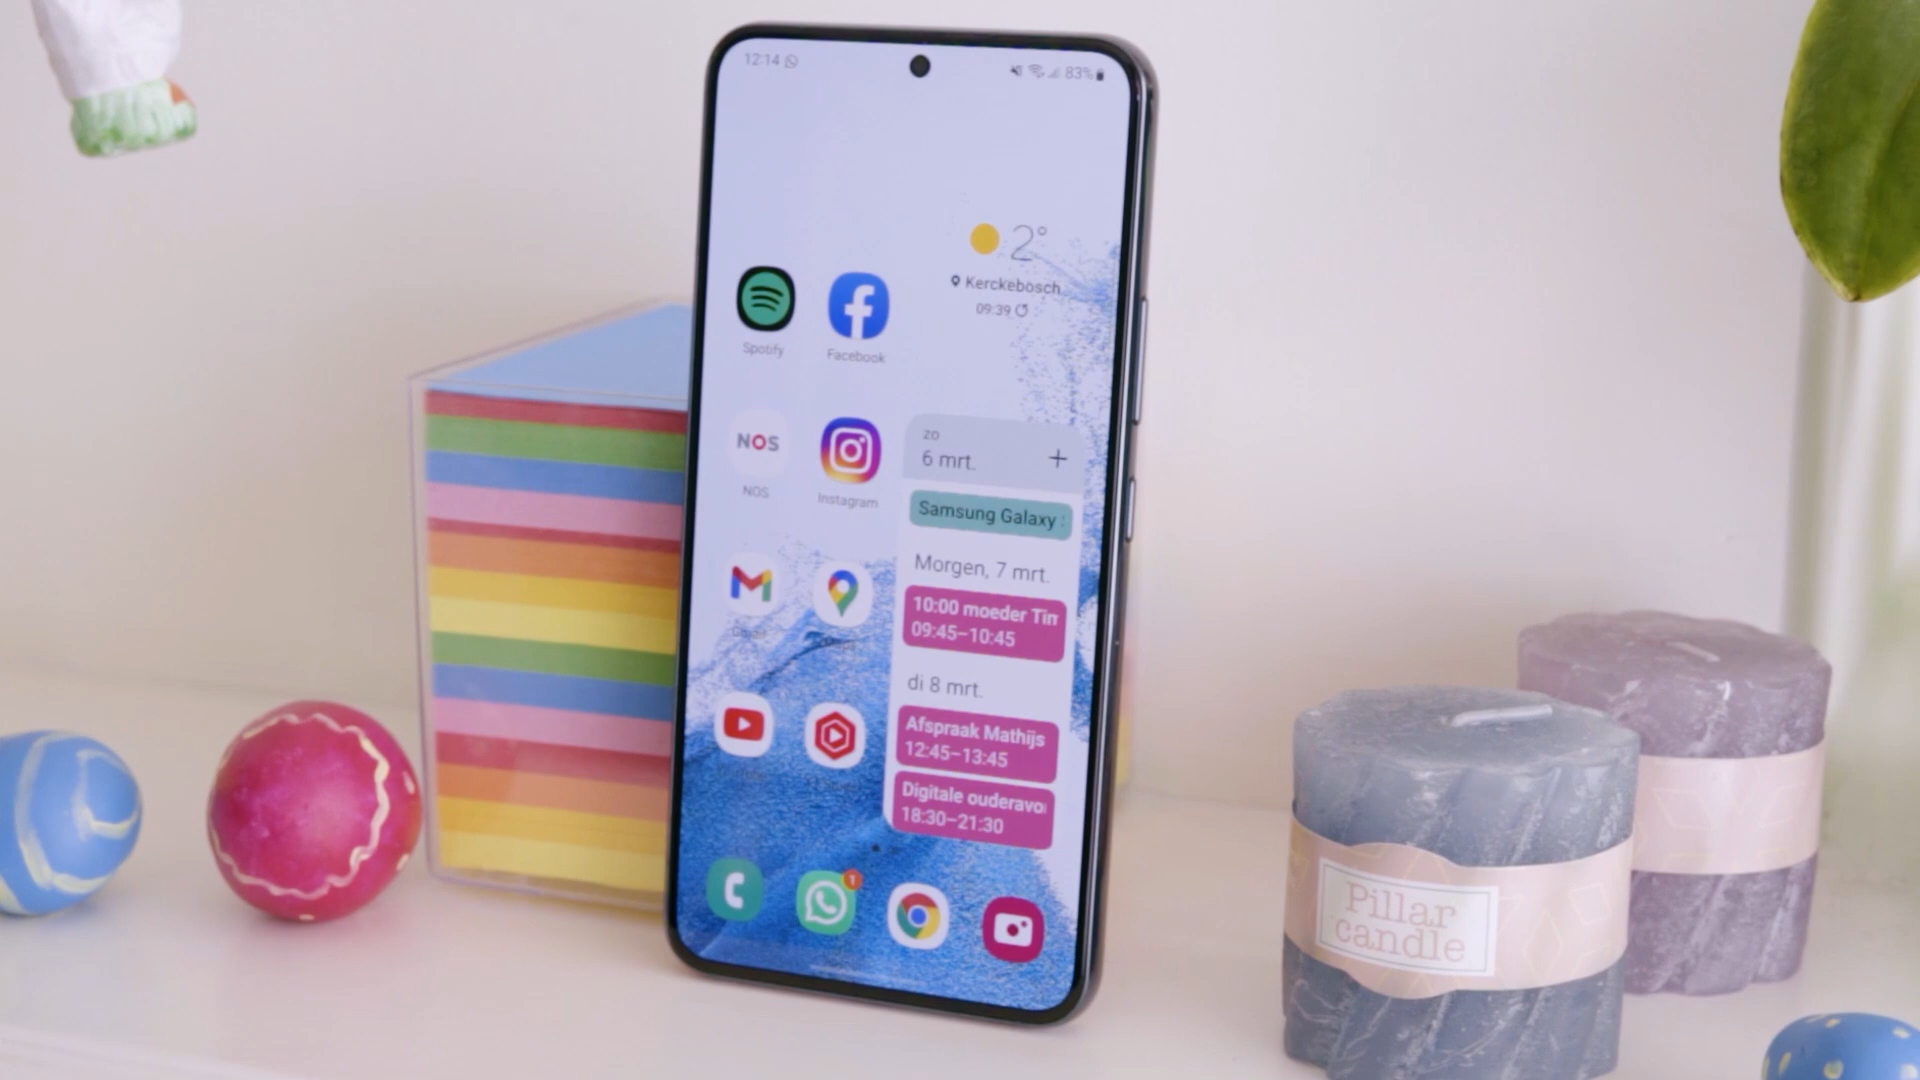 12:14
83%
2°
Kerckebosch
09:39
Spotify
Facebook
NOS
NOS
Instagram
zo
6 mrt.
+
Samsung Galaxy
Morgen, 7 mrt.
10:00 moeder
09:45–10:45
di 8 mrt.
Afspraak Mathijs
12:45–13:45
Digitale
18:30–21:30
Gmail
1
Pillar
candle